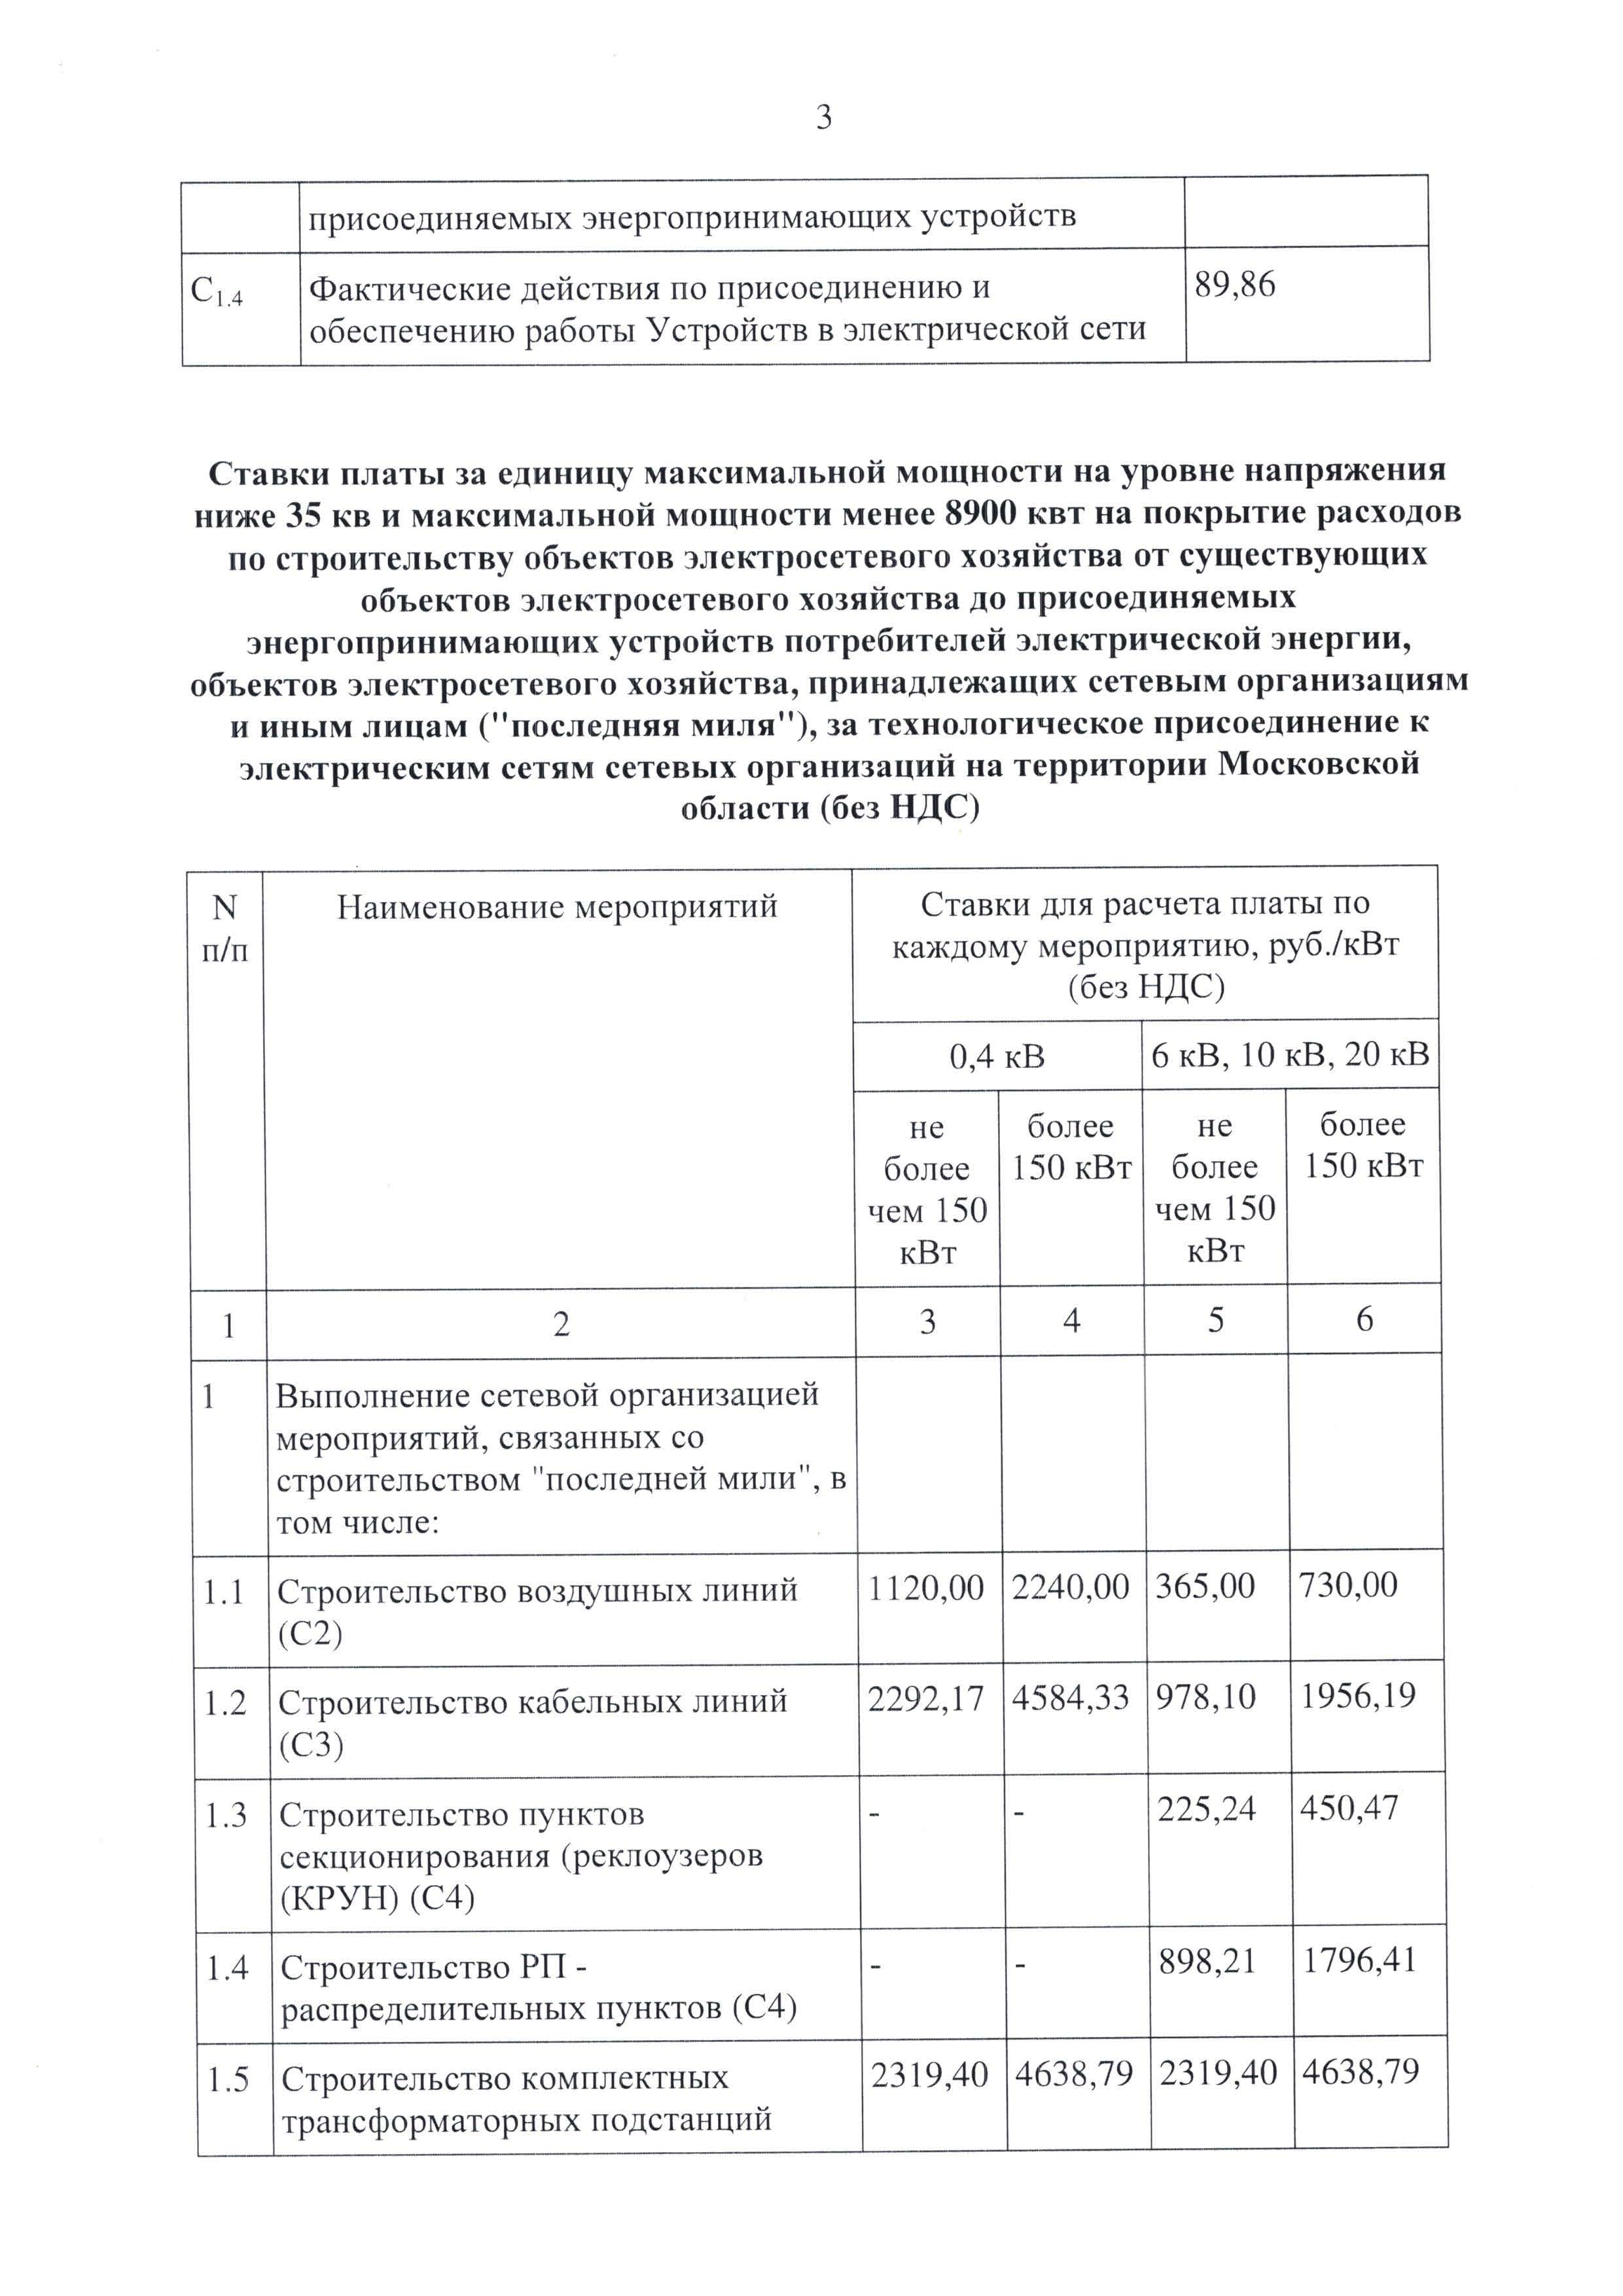 3
присоединяемых энергопринимающих устройств
С1.4
Фактические действия по присоединению и
обеспечению работы Устройств в электрической сети
89,86
Ставки платы за единицу максимальной мощности на уровне напряжения
ниже 35 кв и максимальной мощности менее 8900 квт на покрытие расходов
по строительству объектов электросетевого хозяйства от существующих
объектов электросетевого хозяйства до присоединяемых
энергопринимающих устройств потребителей электрической энергии,
объектов электросетевого хозяйства, принадлежащих сетевым организациям
и иным лицам ("последняя миля"), за технологическое присоединение к
электрическим сетям сетевых организаций на территории Московской
области (без НДС)
N
п/п
Наименование мероприятий
Ставки для расчета платы по
каждому мероприятию, руб./кВт
(без НДС)
0,4 кВ
6 кВ, 10 кВ, 20 кВ
не
более
чем 150
кВт
более
150 кВт
не
более
чем 150
кВт
более
150 кВт
1
2
3
4
5
6
1
Выполнение сетевой организацией
мероприятий, связанных со
строительством "последней мили", в
том числе:
1.1
Строительство воздушных линий
(С2)
1120,00
2240,00
365,00
730,00
1.2
Строительство кабельных линий
(С3)
2292,17
4584,33
978,10
1956,19
1.3
Строительство пунктов
секционирования (реклоузеров
(КРУН) (С4)
-
-
225,24
450,47
1.4
Строительство РП -
распределительных пунктов (С4)
-
-
898,21
1796,41
1.5
Строительство комплектных
трансформаторных подстанций
2319,40
4638,79
2319,40
4638,79